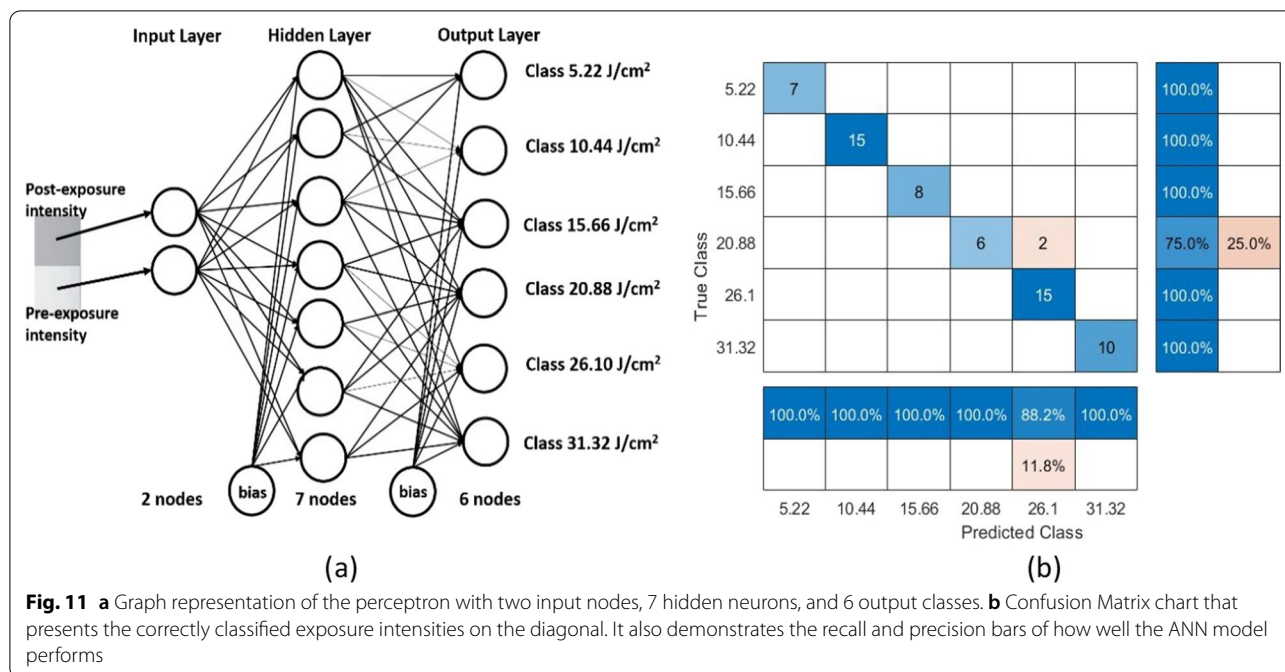 Input Layer Hidden Layer Output Layer
Class 5.22 J/cm²
Class 10.44 J/cm²
Post-exposure
intensity
Class 15.66 J/cm²
Class 20.88 J/cm²
Pre-exposure
intensity
Class 26.10 J/cm²
Class 31.32 J/cm²
2 nodes bias 7 nodes bias 6 nodes
(a)
True Class
5.22 7 100.0%
10.44 15 100.0%
15.66 8 100.0%
20.88 6 2 75.0% 25.0%
26.1 15 100.0%
31.32 10 100.0%
100.0% 100.0% 100.0% 100.0% 88.2% 100.0%
11.8%
5.22 10.44 15.66 20.88 26.1 31.32
Predicted Class
(b)
Fig. 11 a Graph representation of the perceptron with two input nodes, 7 hidden neurons, and 6 output classes. b Confusion Matrix chart that
presents the correctly classified exposure intensities on the diagonal. It also demonstrates the recall and precision bars of how well the ANN model
performs